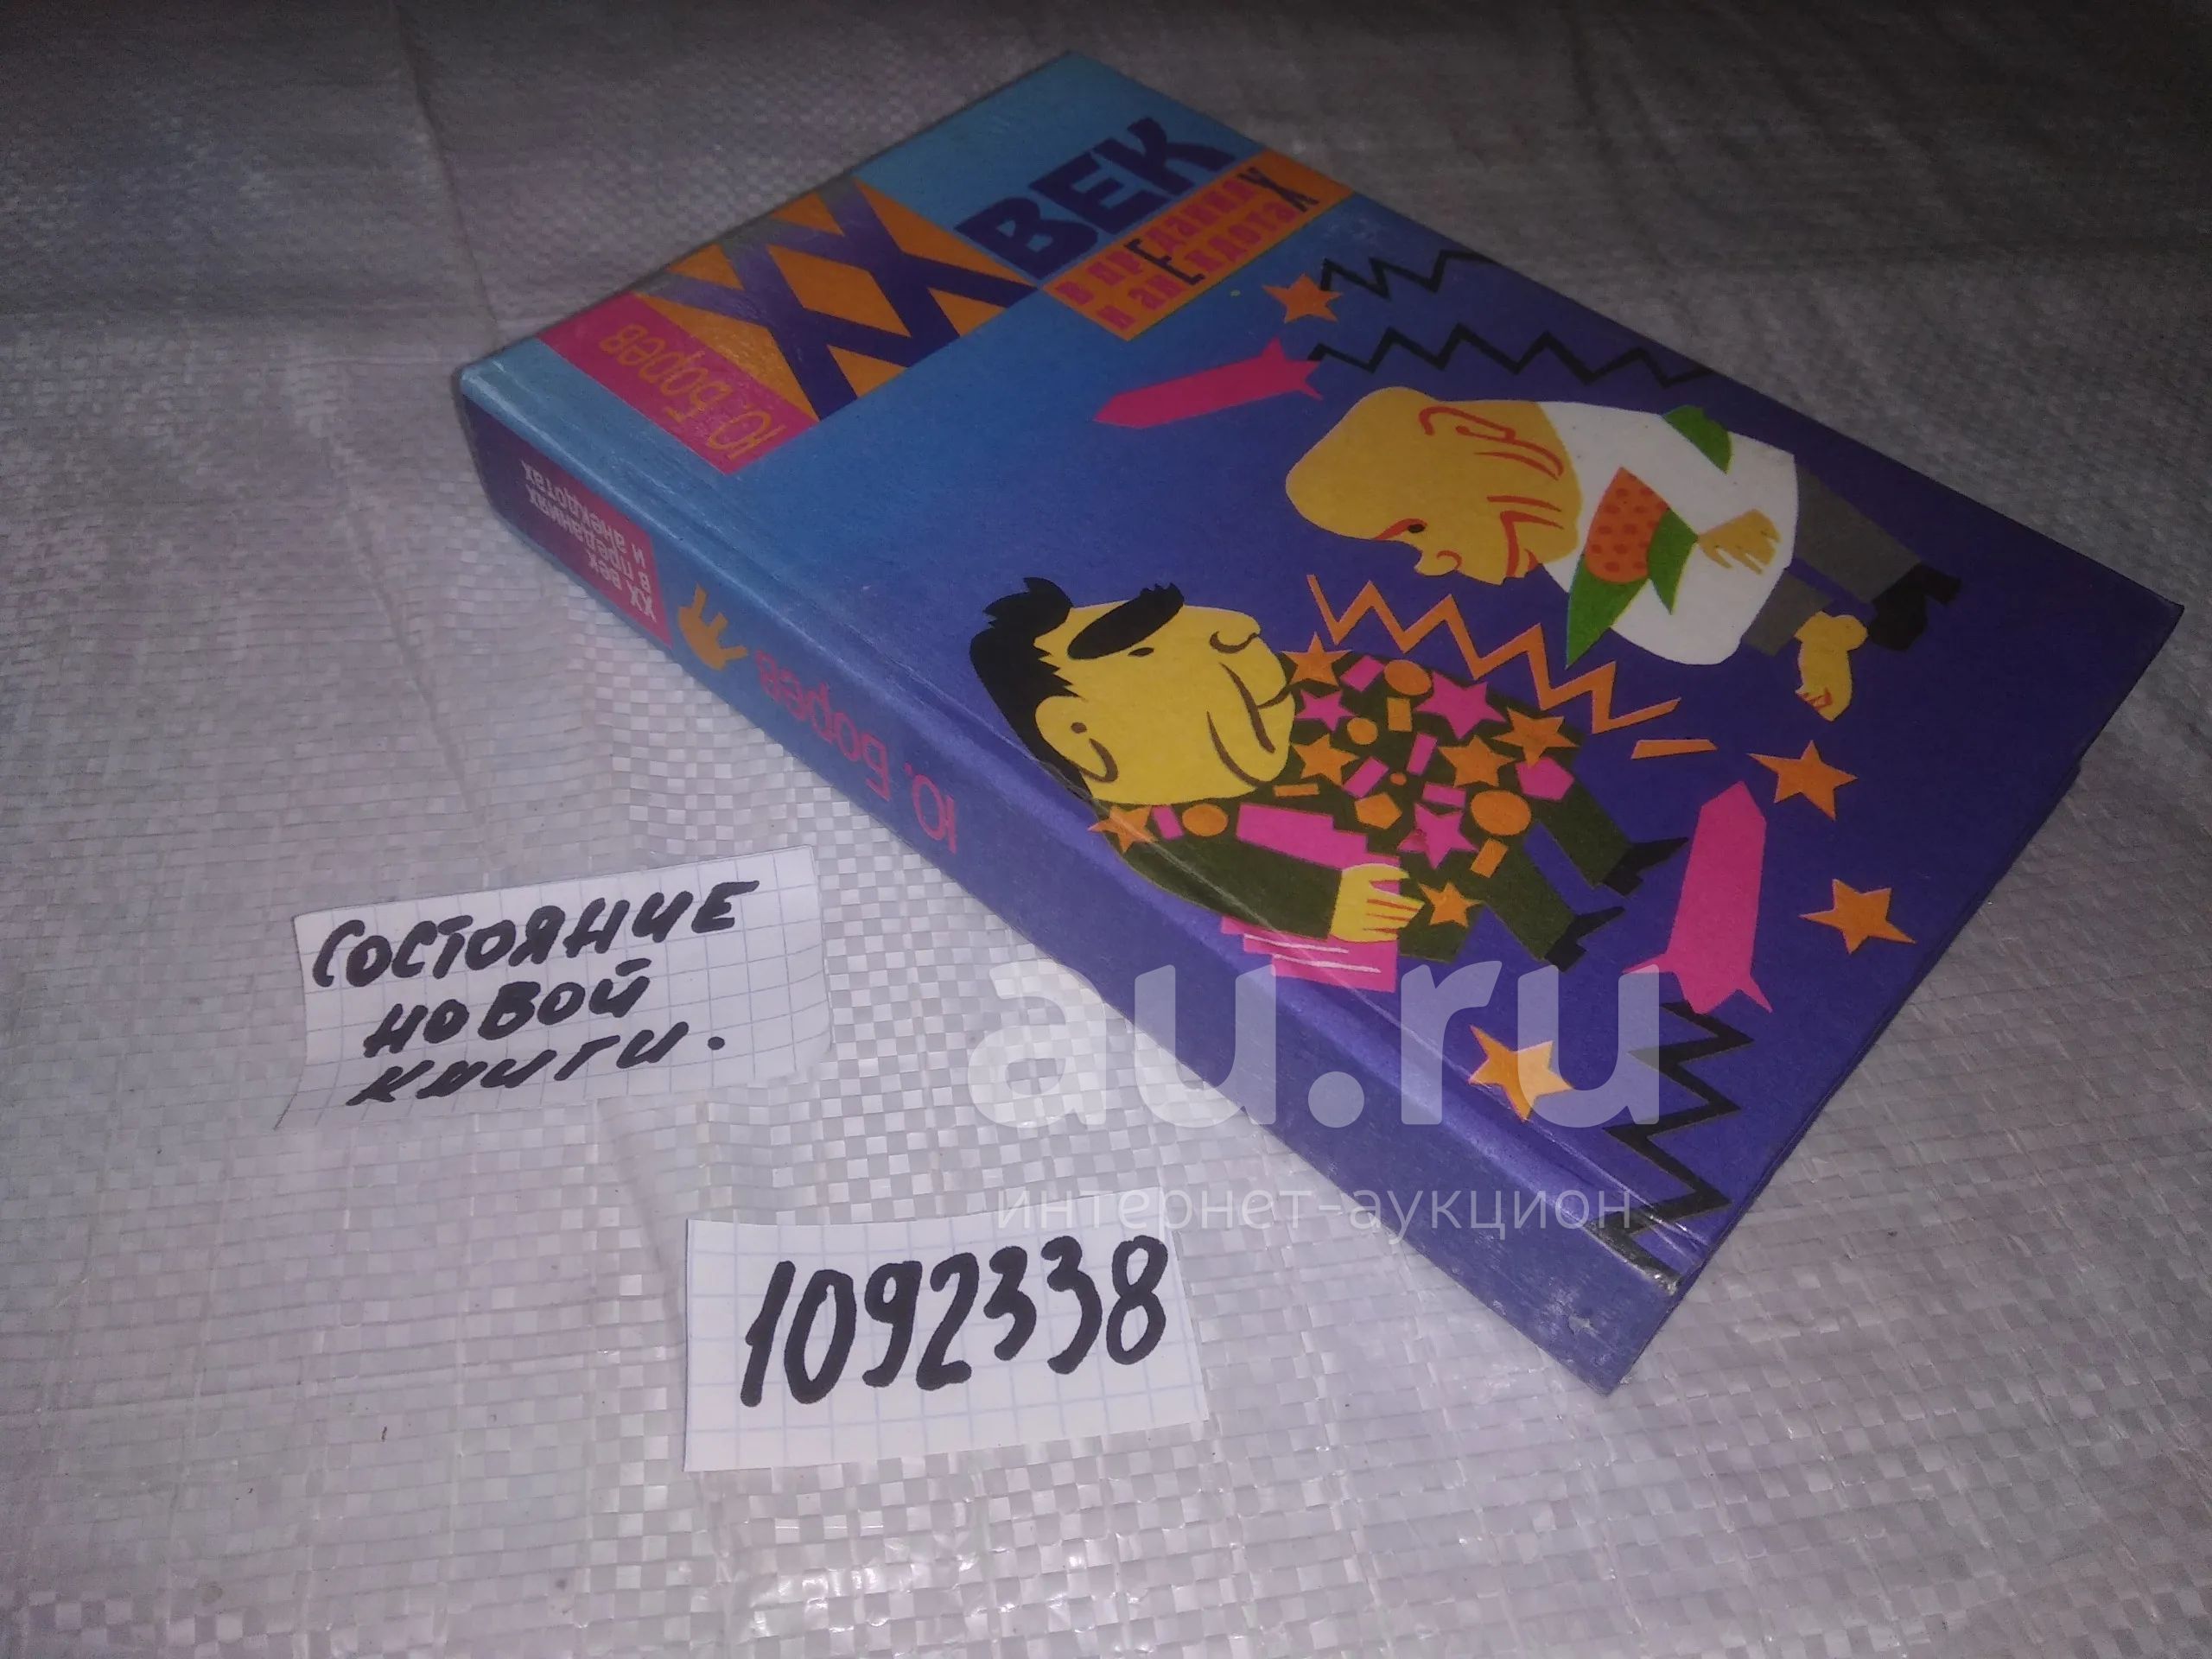 Ю. Борев
XX
ВЕК
в прЕданияХ
и анЕкдотаХ
XX век
в преданиях
и анекдотах
Ю. Борев
СОСТОЯНИЕ
НОВОЙ
КНИГИ.
1092338
au.ru
интернет-аукцион